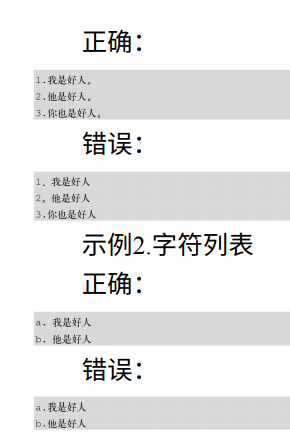 正确：
1.我是好人。
2.他是好人。
3.你也是好人。
错误：
1、我是好人
2。他是好人
3.你也是好人
示例2.字符列表
正确：
a. 我是好人
b. 他是好人
错误：
a.我是好人
b.他是好人